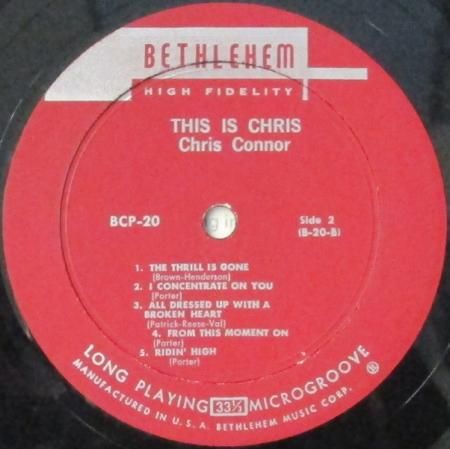 BETHLEHEM
HIGH FIDELITY
THIS IS CHRIS
Chris Connor
BCP-20
Side 2
(B-20-B)
1. THE THRILL IS GONE
(Brown-Henderson)
2. I CONCENTRATE ON YOU
(Porter)
3. ALL DRESSED UP WITH A
BROKEN HEART
(Patrick-Reese-Val)
4. FROM THIS MOMENT ON
(Porter)
5. RIDIN' HIGH
(Porter)
LONG PLAYING 33⅓ MICROGROOVE
MANUFACTURED IN U.S.A. BETHLEHEM MUSIC CORP.